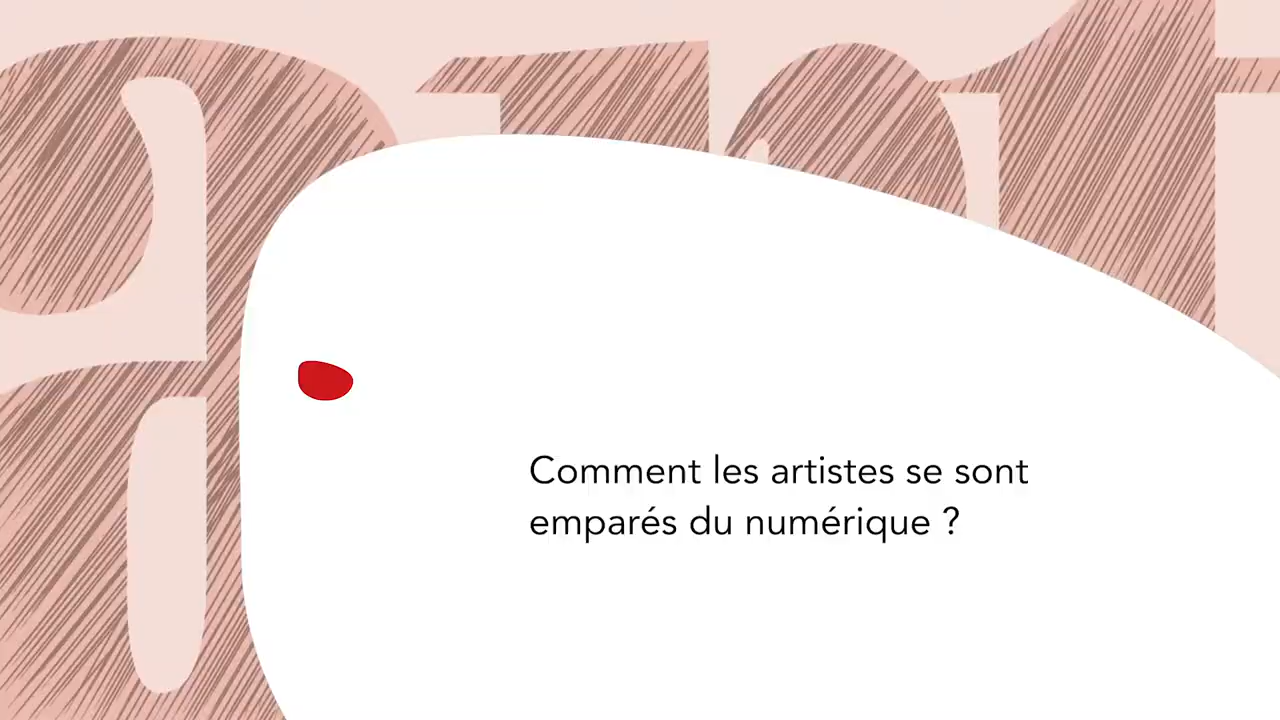 Comment les artistes se sont
emparés du numérique ?